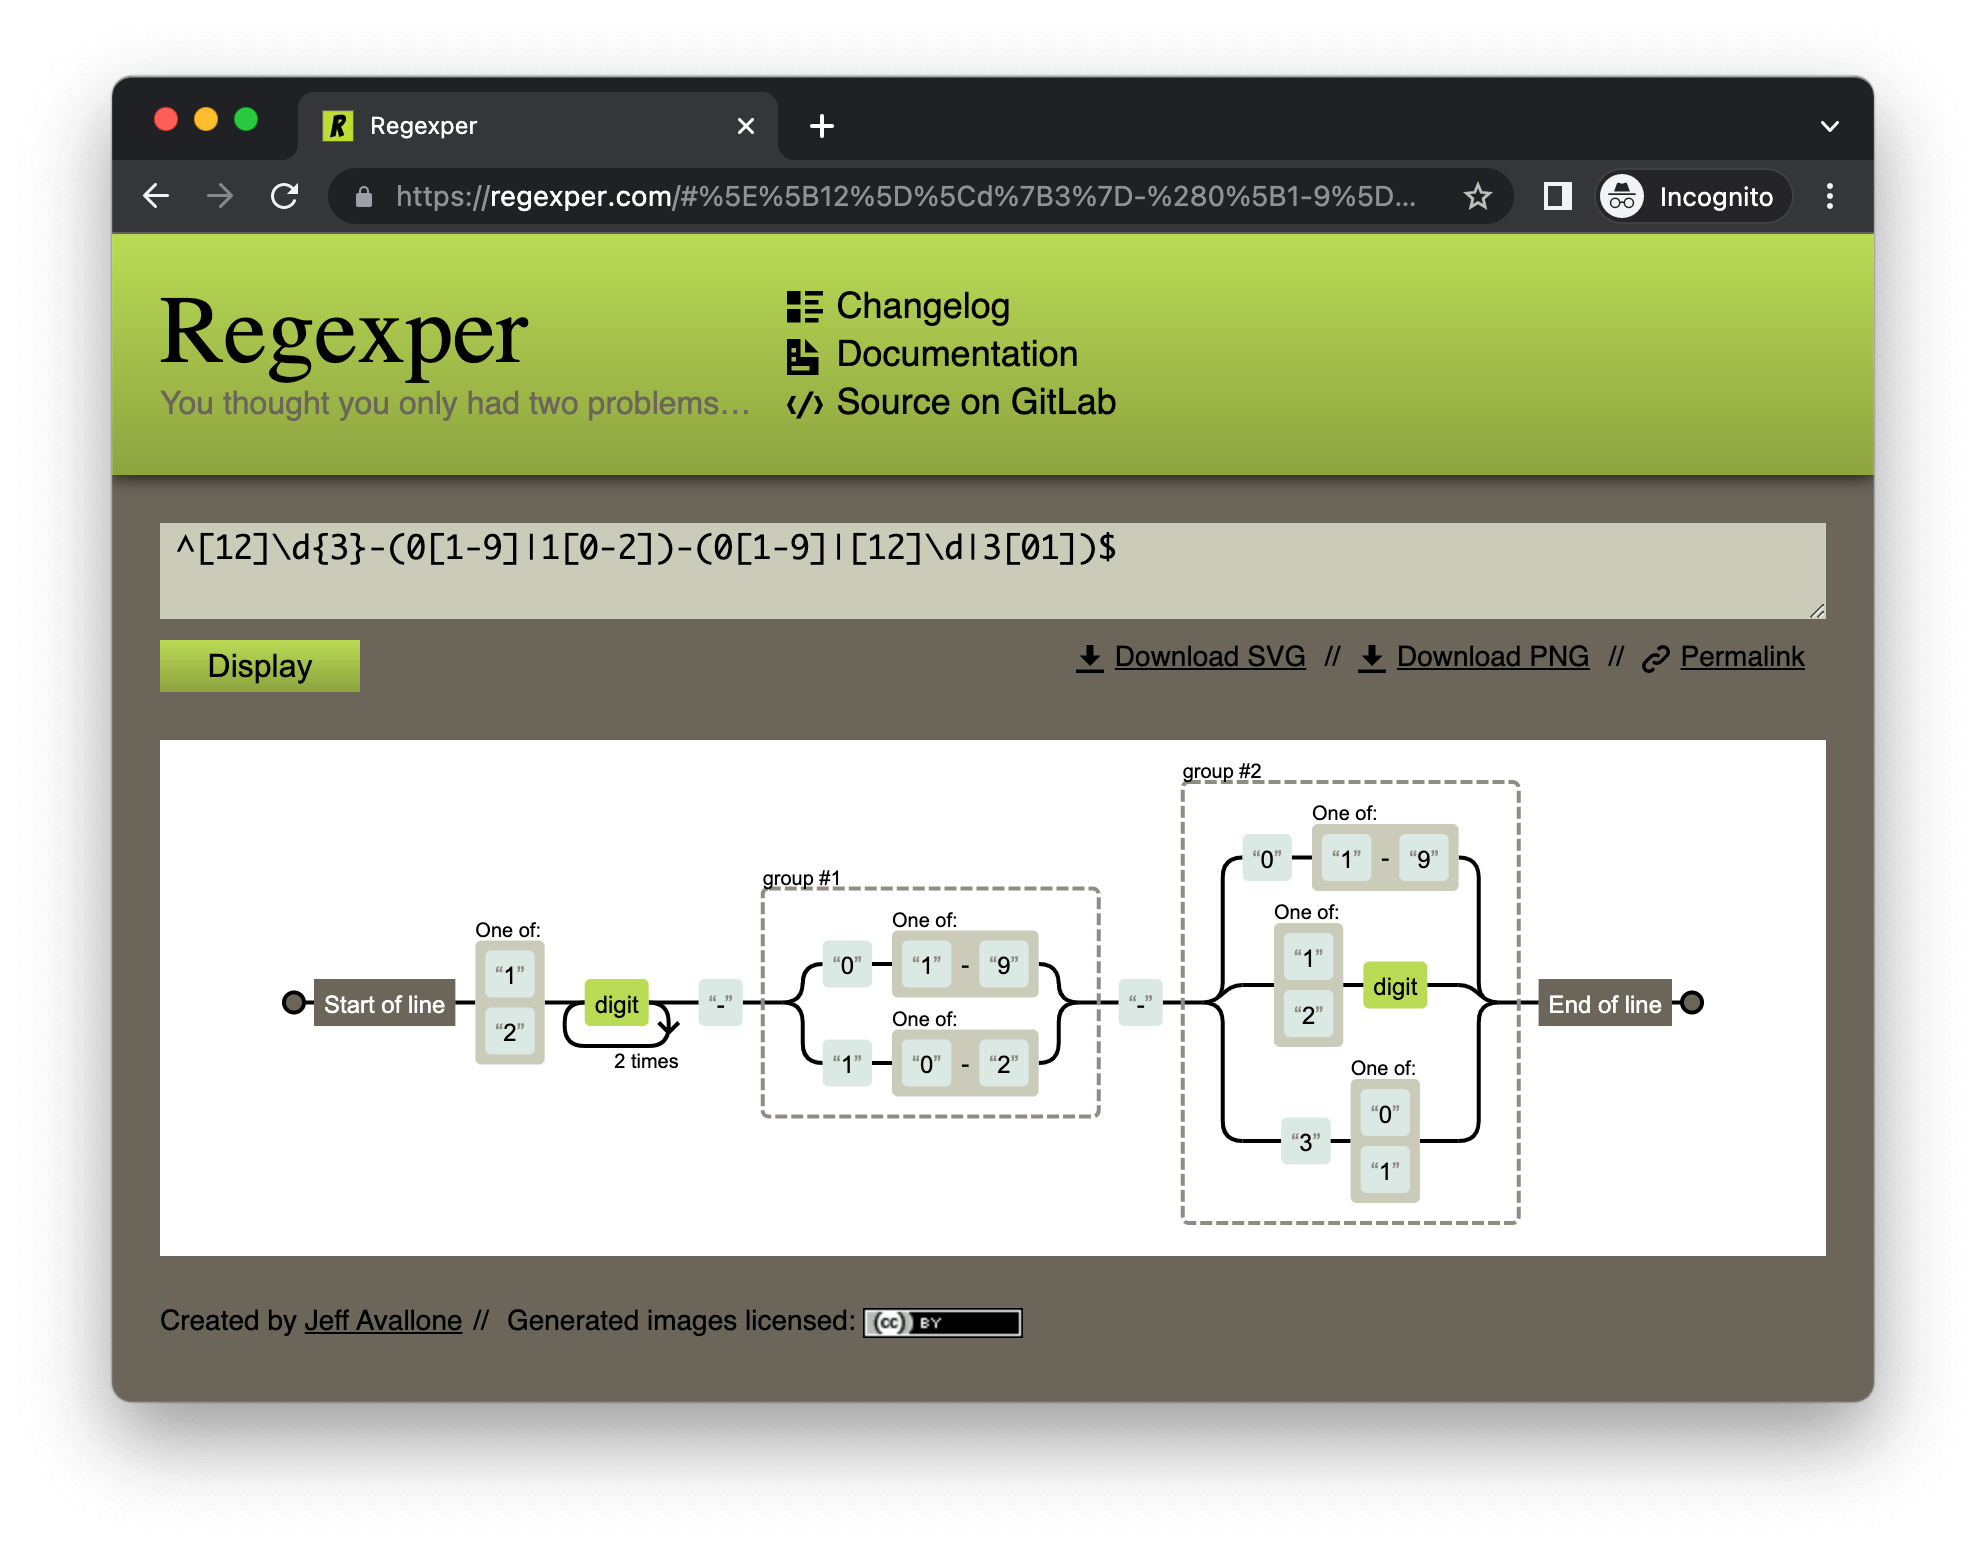 Regexper
https://regexper.com/#%5E%5B12%5D%5Cd%7B3%7D-%280%5B1-9%5D...
Incognito
Regexper
You thought you only had two problems...
Changelog
Documentation
Source on GitLab
^[12]\d{3}-(0[1-9]|1[0-2])-(0[1-9]|[12]\d|3[01])$
Display
Download SVG // Download PNG // Permalink
Start of line
One of:
“1”
“2”
digit
2 times
“-”
group #1
“0”
One of:
“1” - “9”
“1”
One of:
“0” - “2”
“-”
group #2
“0”
One of:
“1” - “9”
One of:
“1”
“2”
digit
“3”
One of:
“0”
“1”
End of line
Created by Jeff Avallone // Generated images licensed: (cc) BY